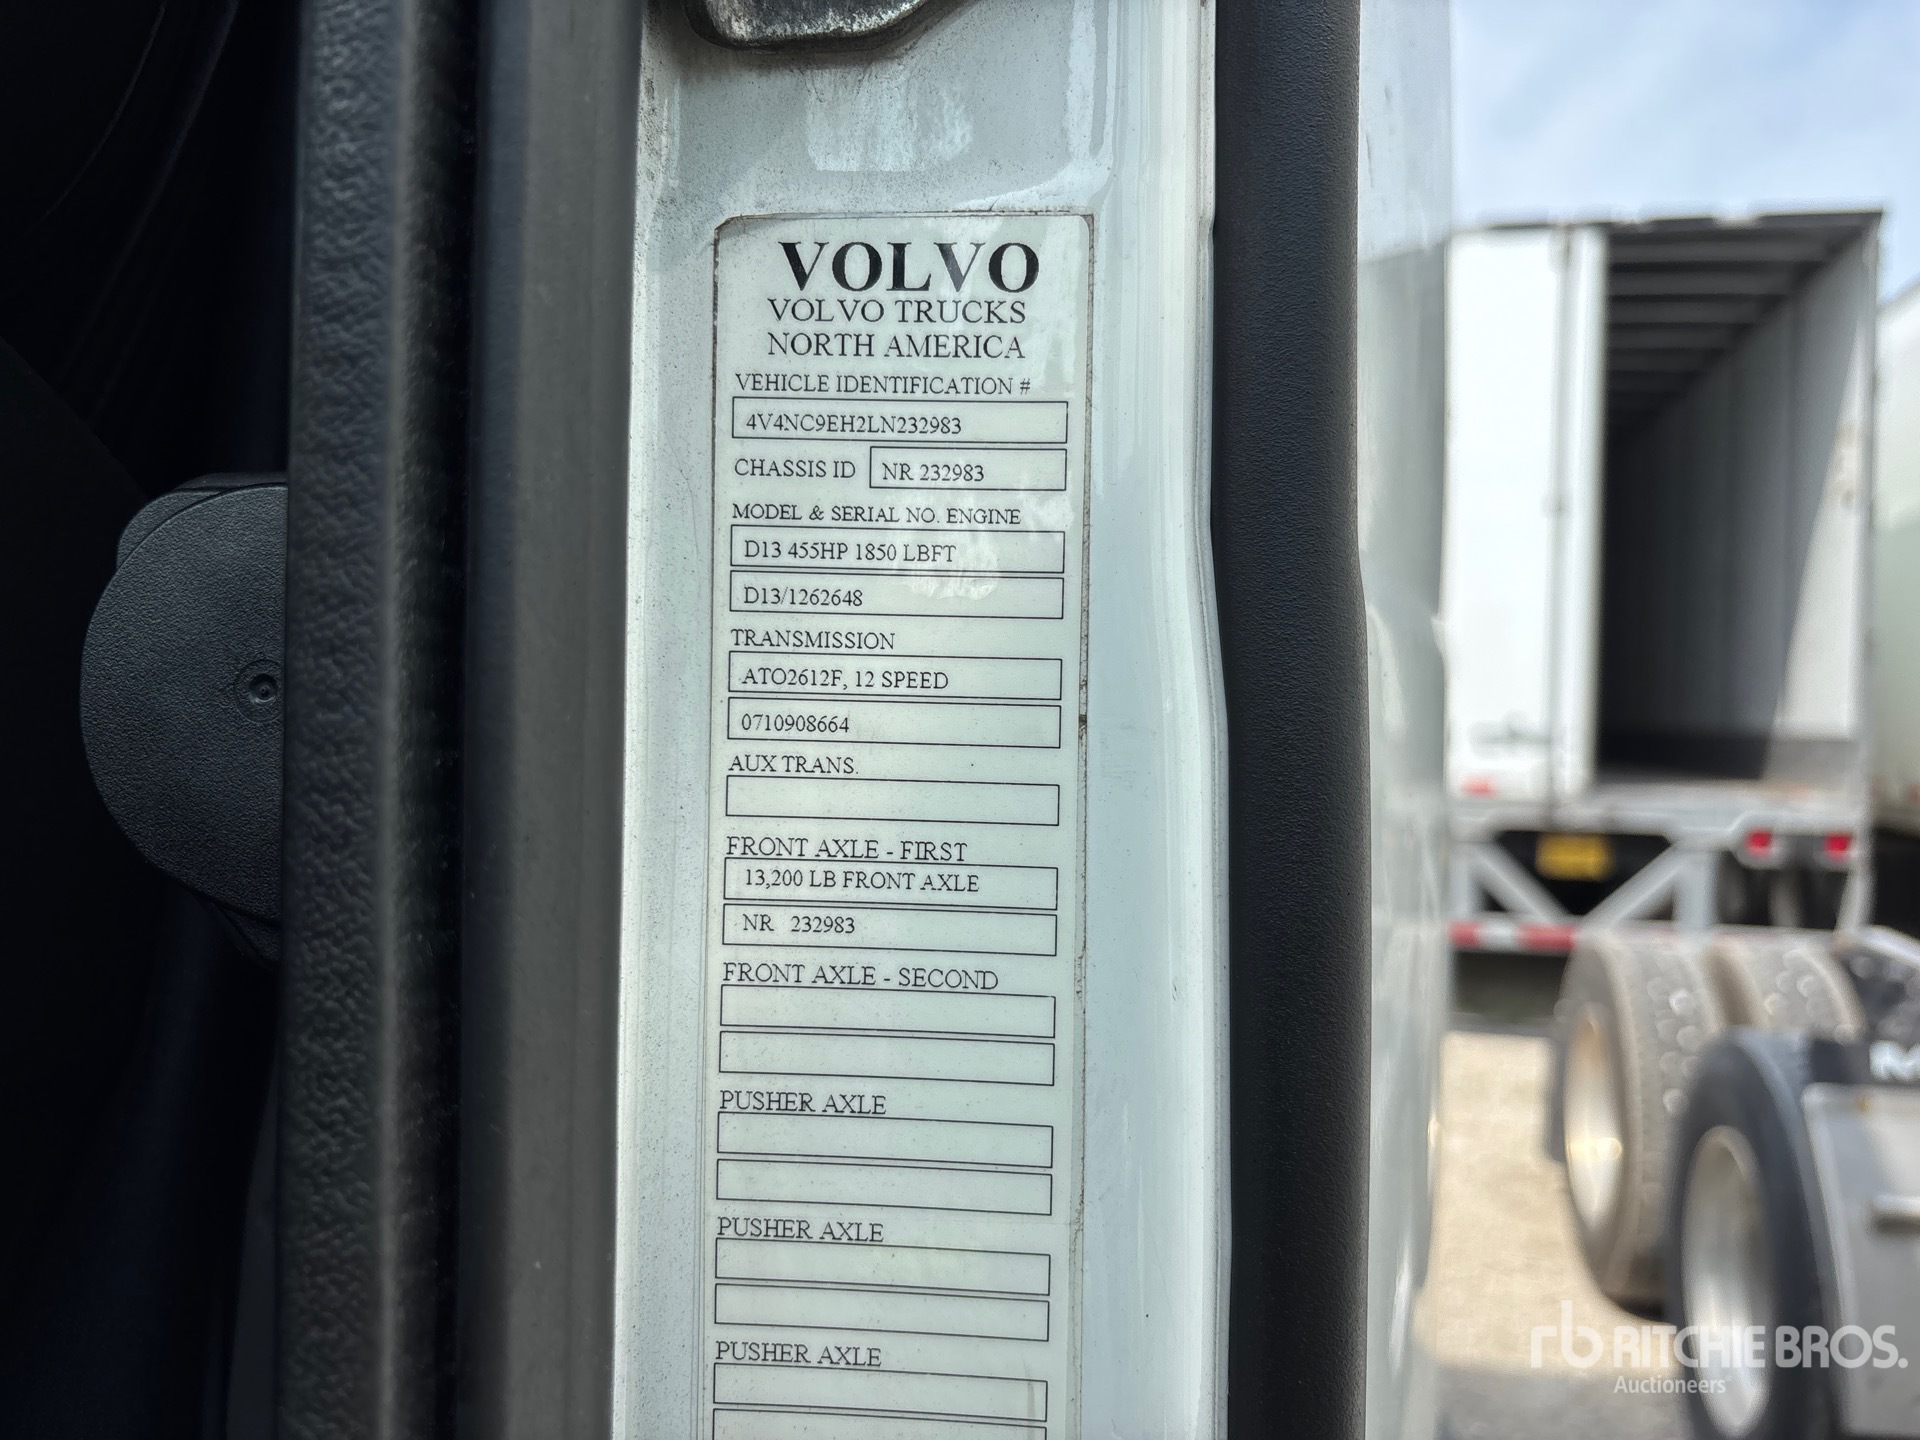 VOLVO
VOLVO TRUCKS
NORTH AMERICA
VEHICLE IDENTIFICATION #
4V4NC9EH2LN232983
CHASSIS ID NR 232983
MODEL & SERIAL NO. ENGINE
D13 455HP 1850 LBFT
D13/1262648
TRANSMISSION
ATO2612F, 12 SPEED
0710908664
AUX TRANS.
FRONT AXLE - FIRST
13,200 LB FRONT AXLE
NR 232983
FRONT AXLE - SECOND
PUSHER AXLE
PUSHER AXLE
PUSHER AXLE
rb RITCHIE BROS.
Auctioneers